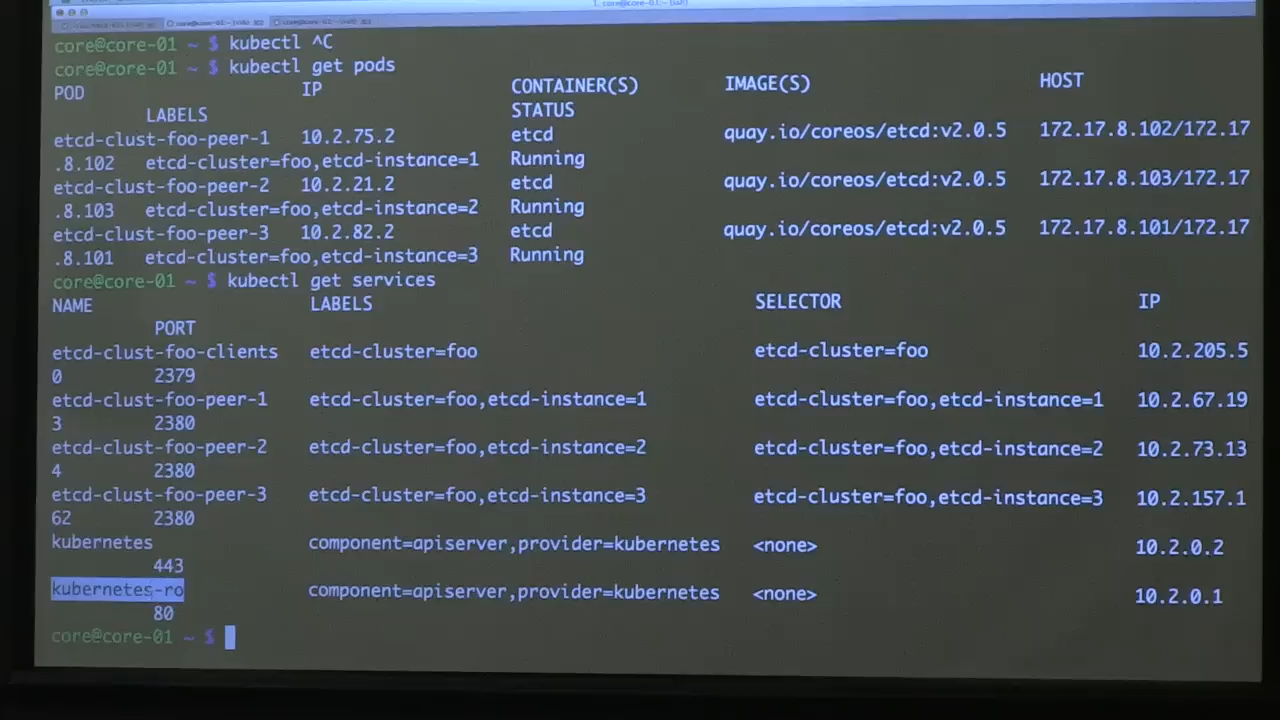 core@core-01 ~ $ kubectl ^C
core@core-01 ~ $ kubectl get pods
POD IP CONTAINER(S) IMAGE(S) HOST
LABELS STATUS
etcd-clust-foo-peer-1 10.2.75.2 etcd quay.io/coreos/etcd:v2.0.5 172.17.8.102/172.17
.8.102 etcd-cluster=foo,etcd-instance=1 Running
etcd-clust-foo-peer-2 10.2.21.2 etcd quay.io/coreos/etcd:v2.0.5 172.17.8.103/172.17
.8.103 etcd-cluster=foo,etcd-instance=2 Running
etcd-clust-foo-peer-3 10.2.82.2 etcd quay.io/coreos/etcd:v2.0.5 172.17.8.101/172.17
.8.101 etcd-cluster=foo,etcd-instance=3 Running
core@core-01 ~ $ kubectl get services
NAME LABELS SELECTOR IP
PORT
etcd-clust-foo-clients etcd-cluster=foo etcd-cluster=foo 10.2.205.5
0 2379
etcd-clust-foo-peer-1 etcd-cluster=foo,etcd-instance=1 etcd-cluster=foo,etcd-instance=1 10.2.67.19
3 2380
etcd-clust-foo-peer-2 etcd-cluster=foo,etcd-instance=2 etcd-cluster=foo,etcd-instance=2 10.2.73.13
4 2380
etcd-clust-foo-peer-3 etcd-cluster=foo,etcd-instance=3 etcd-cluster=foo,etcd-instance=3 10.2.157.1
62 2380
kubernetes component=apiserver,provider=kubernetes <none> 10.2.0.2
443
kubernetes-ro component=apiserver,provider=kubernetes <none> 10.2.0.1
80
core@core-01 ~ $